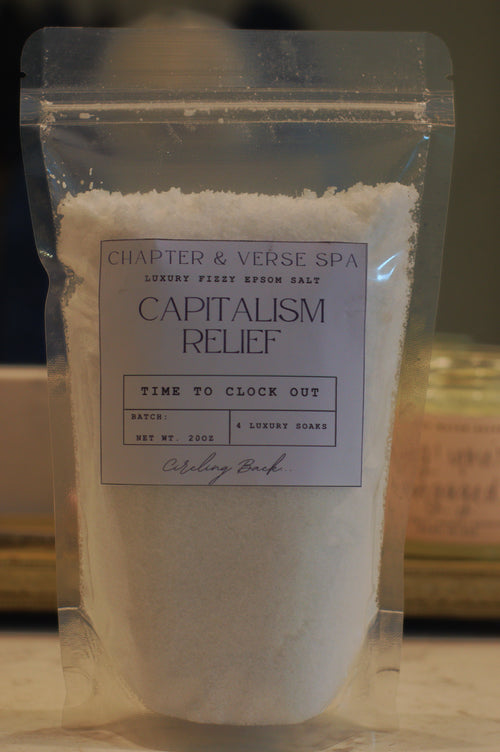 CHAPTER & VERSE SPA
LUXURY FIZZY EPSOM SALT
CAPITALISM
RELIEF
TIME TO CLOCK OUT
BATCH:
NET WT. 20OZ
4 LUXURY SOAKS
Circling Back..